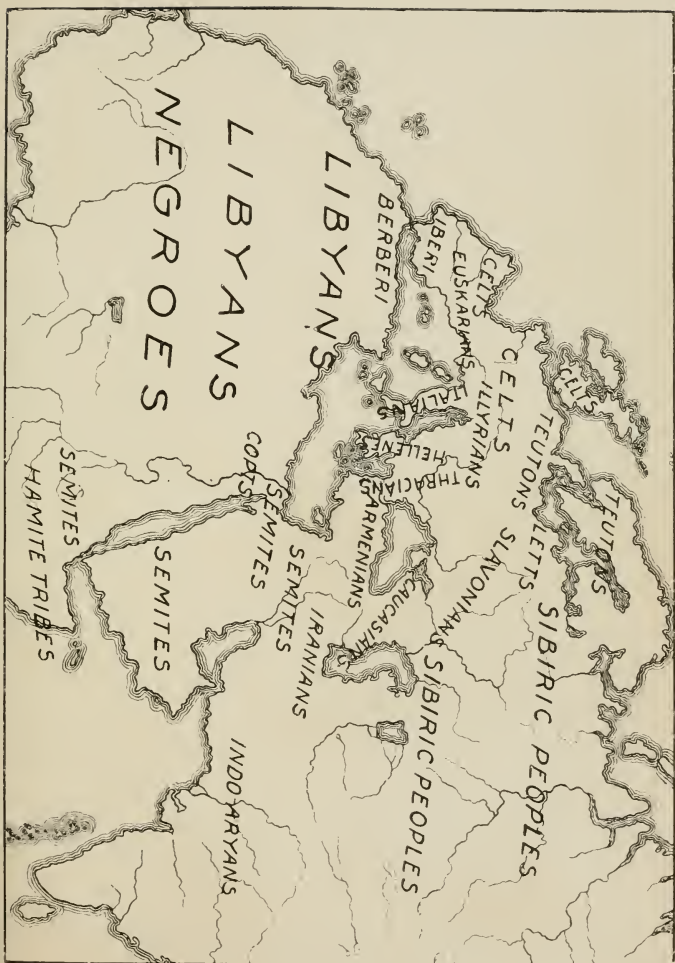 TEUTONS
CELTS
TEUTONS
LETTS
SIBIRIC PEOPLES
CELTS
CELTS
SLAVONIANS
EUSKARIANS
ILLYRIANS
IBERI
ITALIANS
HELLENES
THRACIANS
ARMENIANS
CAUCASIANS
SIBIRIC PEOPLES
BERBERI
LIBYANS
SEMITES
SEMITES
IRANIANS
COPTS
INDO ARYANS
LIBYANS
SEMITES
NEGROES
SEMITES
HAMITE TRIBES